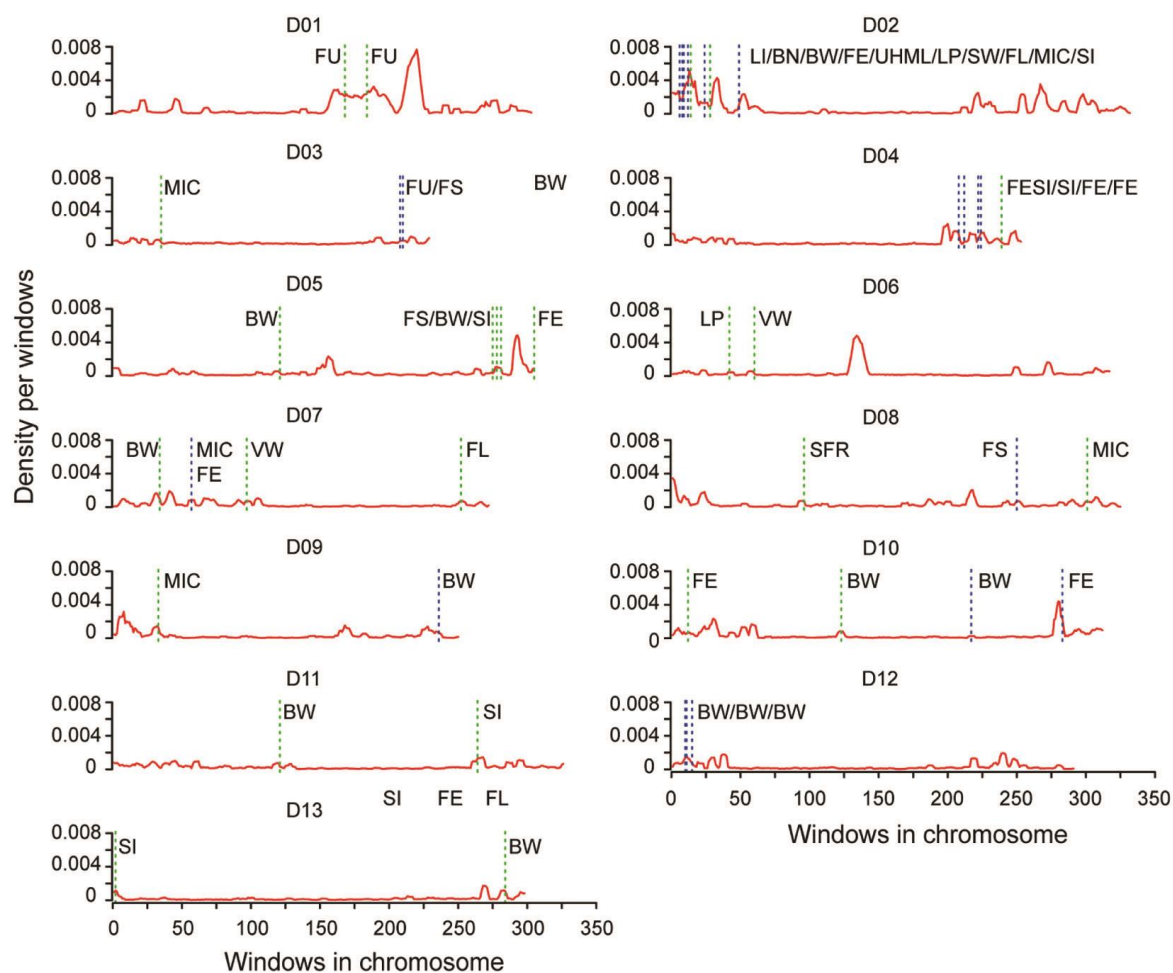 D01
0.008
0.004
0
FU
FU
D02
0.008
0.004
0
LI/BN/BW/FE/UHML/LP/SW/FL/MIC/SI
D03
0.008
0.004
0
MIC
FU/FS
BW
D04
0.008
0.004
0
FESI/SI/FE/FE
Density per windows
D05
0.008
0.004
0
BW
FS/BW/SI
FE
D06
0.008
0.004
0
LP
VW
D07
0.008
0.004
0
BW
MIC
FE
VW
FL
D08
0.008
0.004
0
SFR
FS
MIC
D09
0.008
0.004
0
MIC
BW
D10
0.008
0.004
0
FE
BW
BW
FE
D11
0.008
0.004
0
BW
SI
D12
0.008
0.004
0
BW/BW/BW
0 50 100 150 200 250 300 350
Windows in chromosome
SI FE FL
D13
0.008
0.004
0
SI
BW
0 50 100 150 200 250 300 350
Windows in chromosome